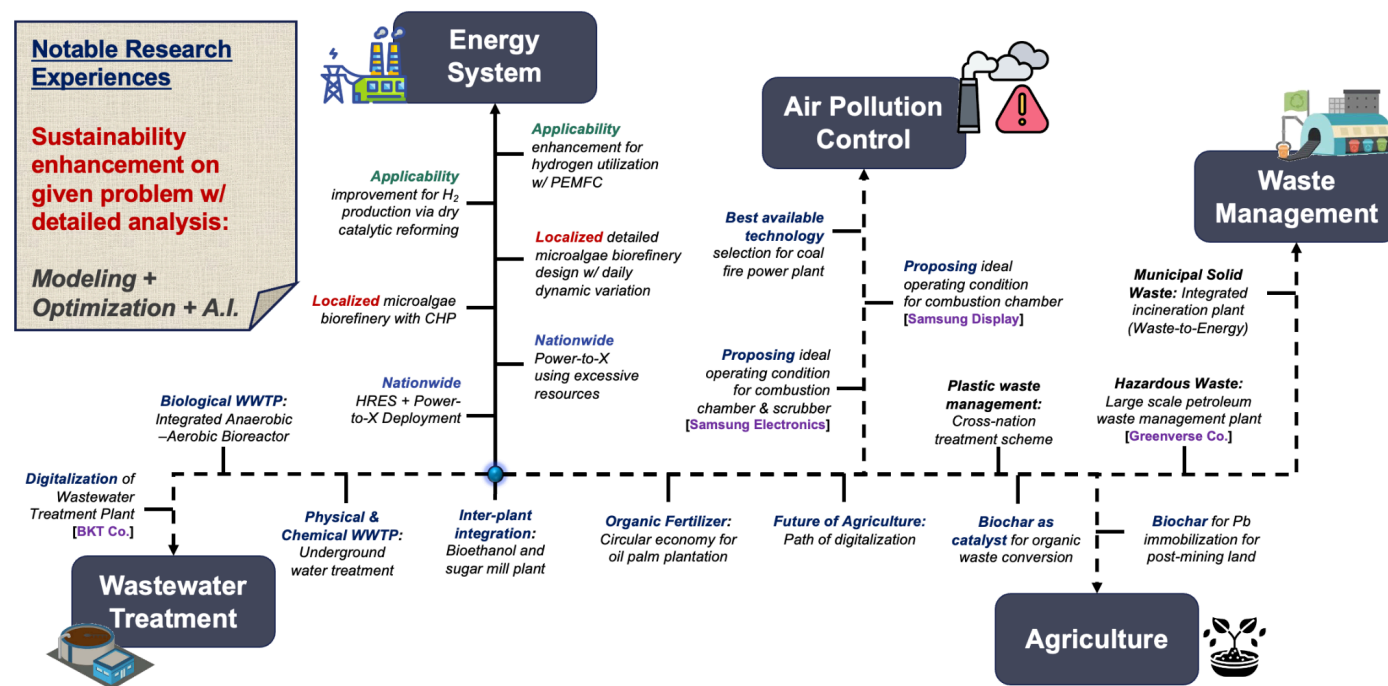 Notable Research
Experiences
Sustainability
enhancement on
given problem w/
detailed analysis:
Modeling +
Optimization + A.I.
Energy
System
Applicability
enhancement for
hydrogen utilization
w/ PEMFC
Applicability
improvement for H₂
production via dry
catalytic reforming
Localized detailed
microalgae biorefinery
design w/ daily
dynamic variation
Localized microalgae
biorefinery with CHP
Nationwide
Power-to-X
using excessive
resources
Nationwide
HRES + Power-
to-X Deployment
Air Pollution
Control
Best available
technology
selection for coal
fire power plant
Proposing ideal
operating condition
for combustion chamber
[Samsung Display]
Proposing ideal
operating condition
for combustion
chamber & scrubber
[Samsung Electronics]
Waste
Management
Municipal Solid
Waste: Integrated
incineration plant
(Waste-to-Energy)
Plastic waste
management:
Cross-nation
treatment scheme
Hazardous Waste:
Large scale petroleum
waste management plant
[Greenverse Co.]
Biological WWTP:
Integrated Anaerobic
–Aerobic Bioreactor
Digitalization of
Wastewater
Treatment Plant
[BKT Co.]
Physical &
Chemical WWTP:
Underground
water treatment
Inter-plant
integration:
Bioethanol and
sugar mill plant
Organic Fertilizer:
Circular economy for
oil palm plantation
Future of Agriculture:
Path of digitalization
Biochar as
catalyst for organic
waste conversion
Biochar for Pb
immobilization for
post-mining land
Wastewater
Treatment
Agriculture